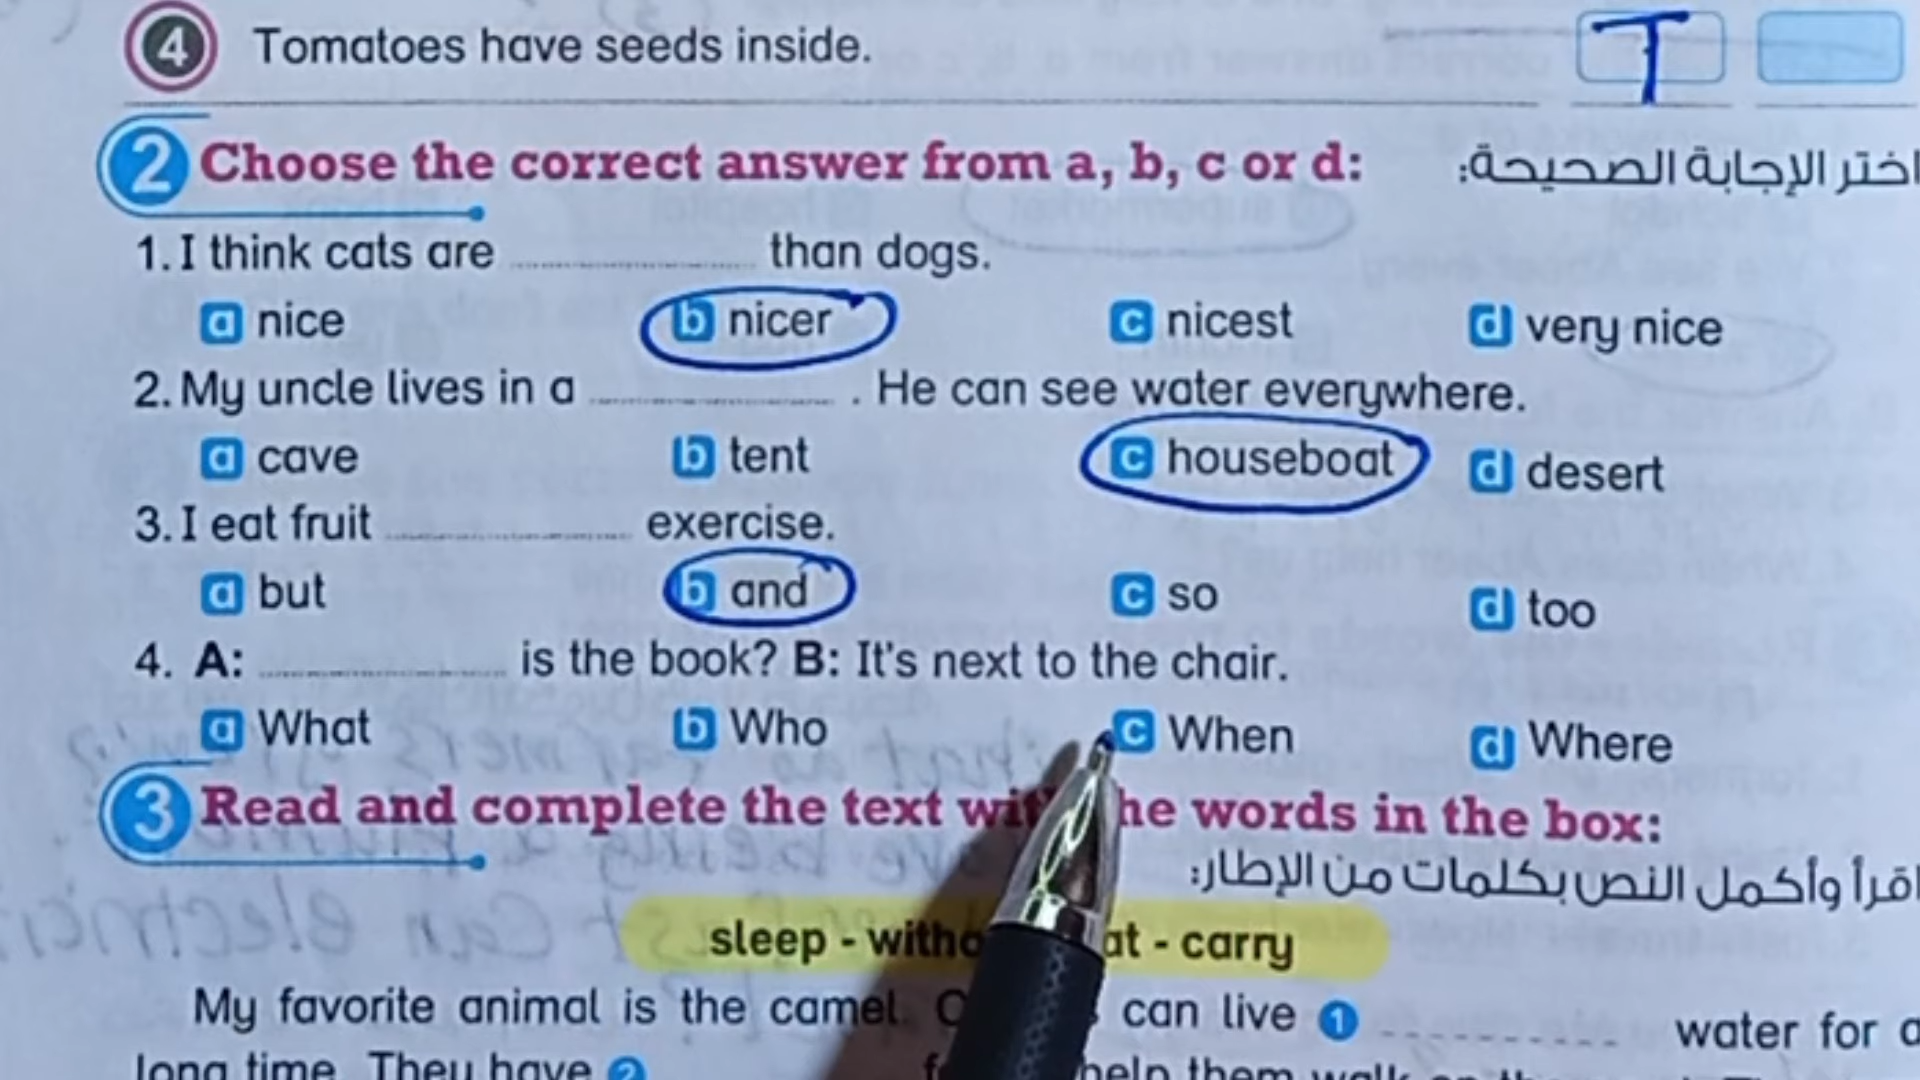 4 Tomatoes have seeds inside. T
2 Choose the correct answer from a, b, c or d: اختر الإجابة الصحيحة:
1. I think cats are .................... than dogs.
a nice b nicer c nicest d very nice
2. My uncle lives in a .................... . He can see water everywhere.
a cave b tent c houseboat d desert
3. I eat fruit .................... exercise.
a but b and c so d too
4. A: .................... is the book? B: It's next to the chair.
a What b Who c When d Where
3 Read and complete the text the words in the box:
اقرأ وأكمل النص بكلمات من الإطار:
sleep - - carry
My favorite animal is the camel. can live 1 .......... water for a
long time. They have 2 help them walk on